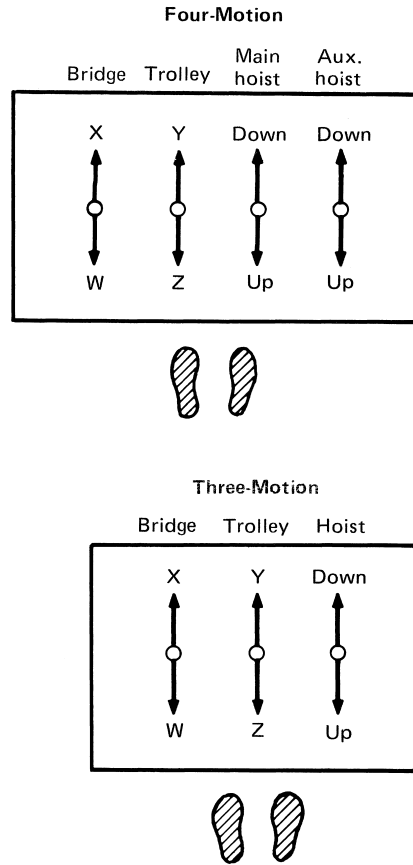 Four-Motion
Bridge Trolley Main hoist Aux. hoist
X Y Down Down
W Z Up Up
Three-Motion
Bridge Trolley Hoist
X Y Down
W Z Up